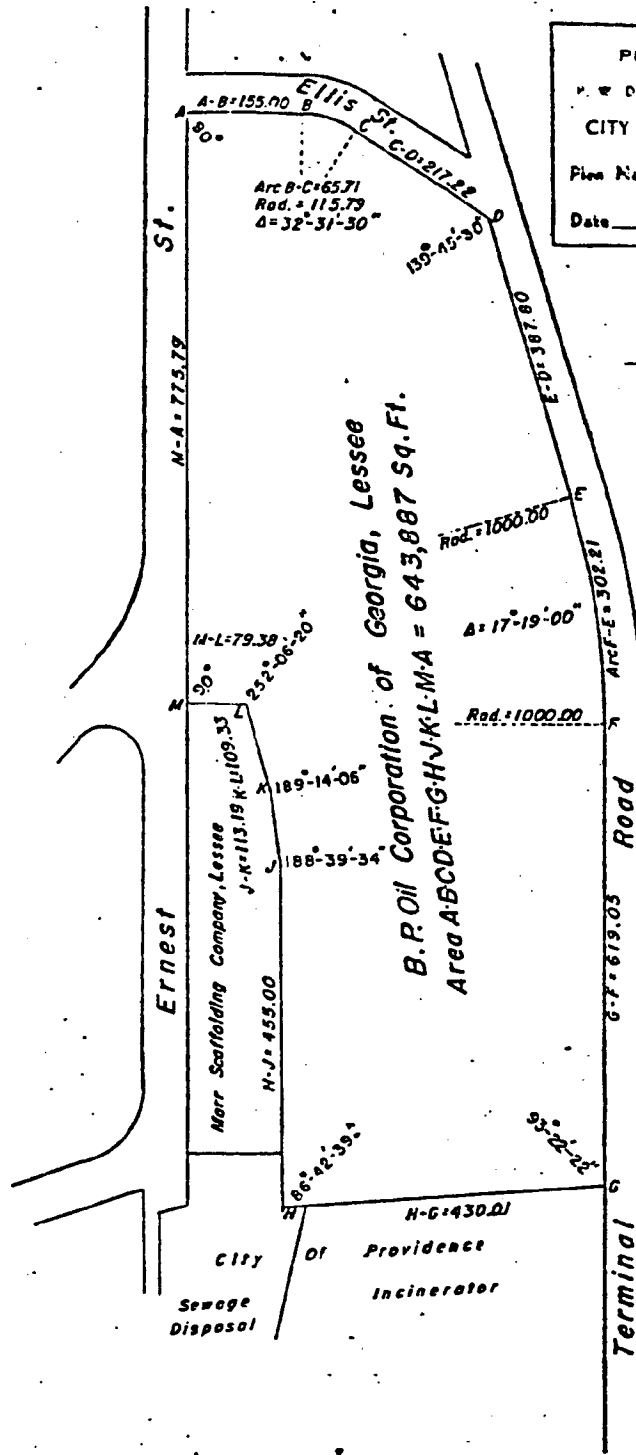 P
CITY
Plan No
Date
Ellis St.
A
A-B=155.00
B
C
C-D=217.22
D
Arc B-C=65.71
Rad. = 115.79
Δ=32°-31'-30"
139°-45'-30"
St.
M-A = 775.79
E-D=387.80
B.P. Oil Corporation of Georgia, Lessee
Area A-B-C-D-E-F-G-H-J-K-L-M-A = 643,887 Sq.Ft.
E
Rad.=1000.00
Δ=17°-19'-00"
Arc F-E=302.21
M-L=79.38
90°
252°-06'-20"
M
L
Rad.=1000.00
F
K
189°-14'-06"
J
188°-39'-34"
K-L=109.33
J-K=113.19
Scaffolding Company, Lessee
Ernest
H-J=455.00
Road
G-F=619.05
86°-42'-39"
93°-22'-22"
H
H-G=430.01
G
City Of Providence
Incinerator
Sewage
Disposal
Terminal